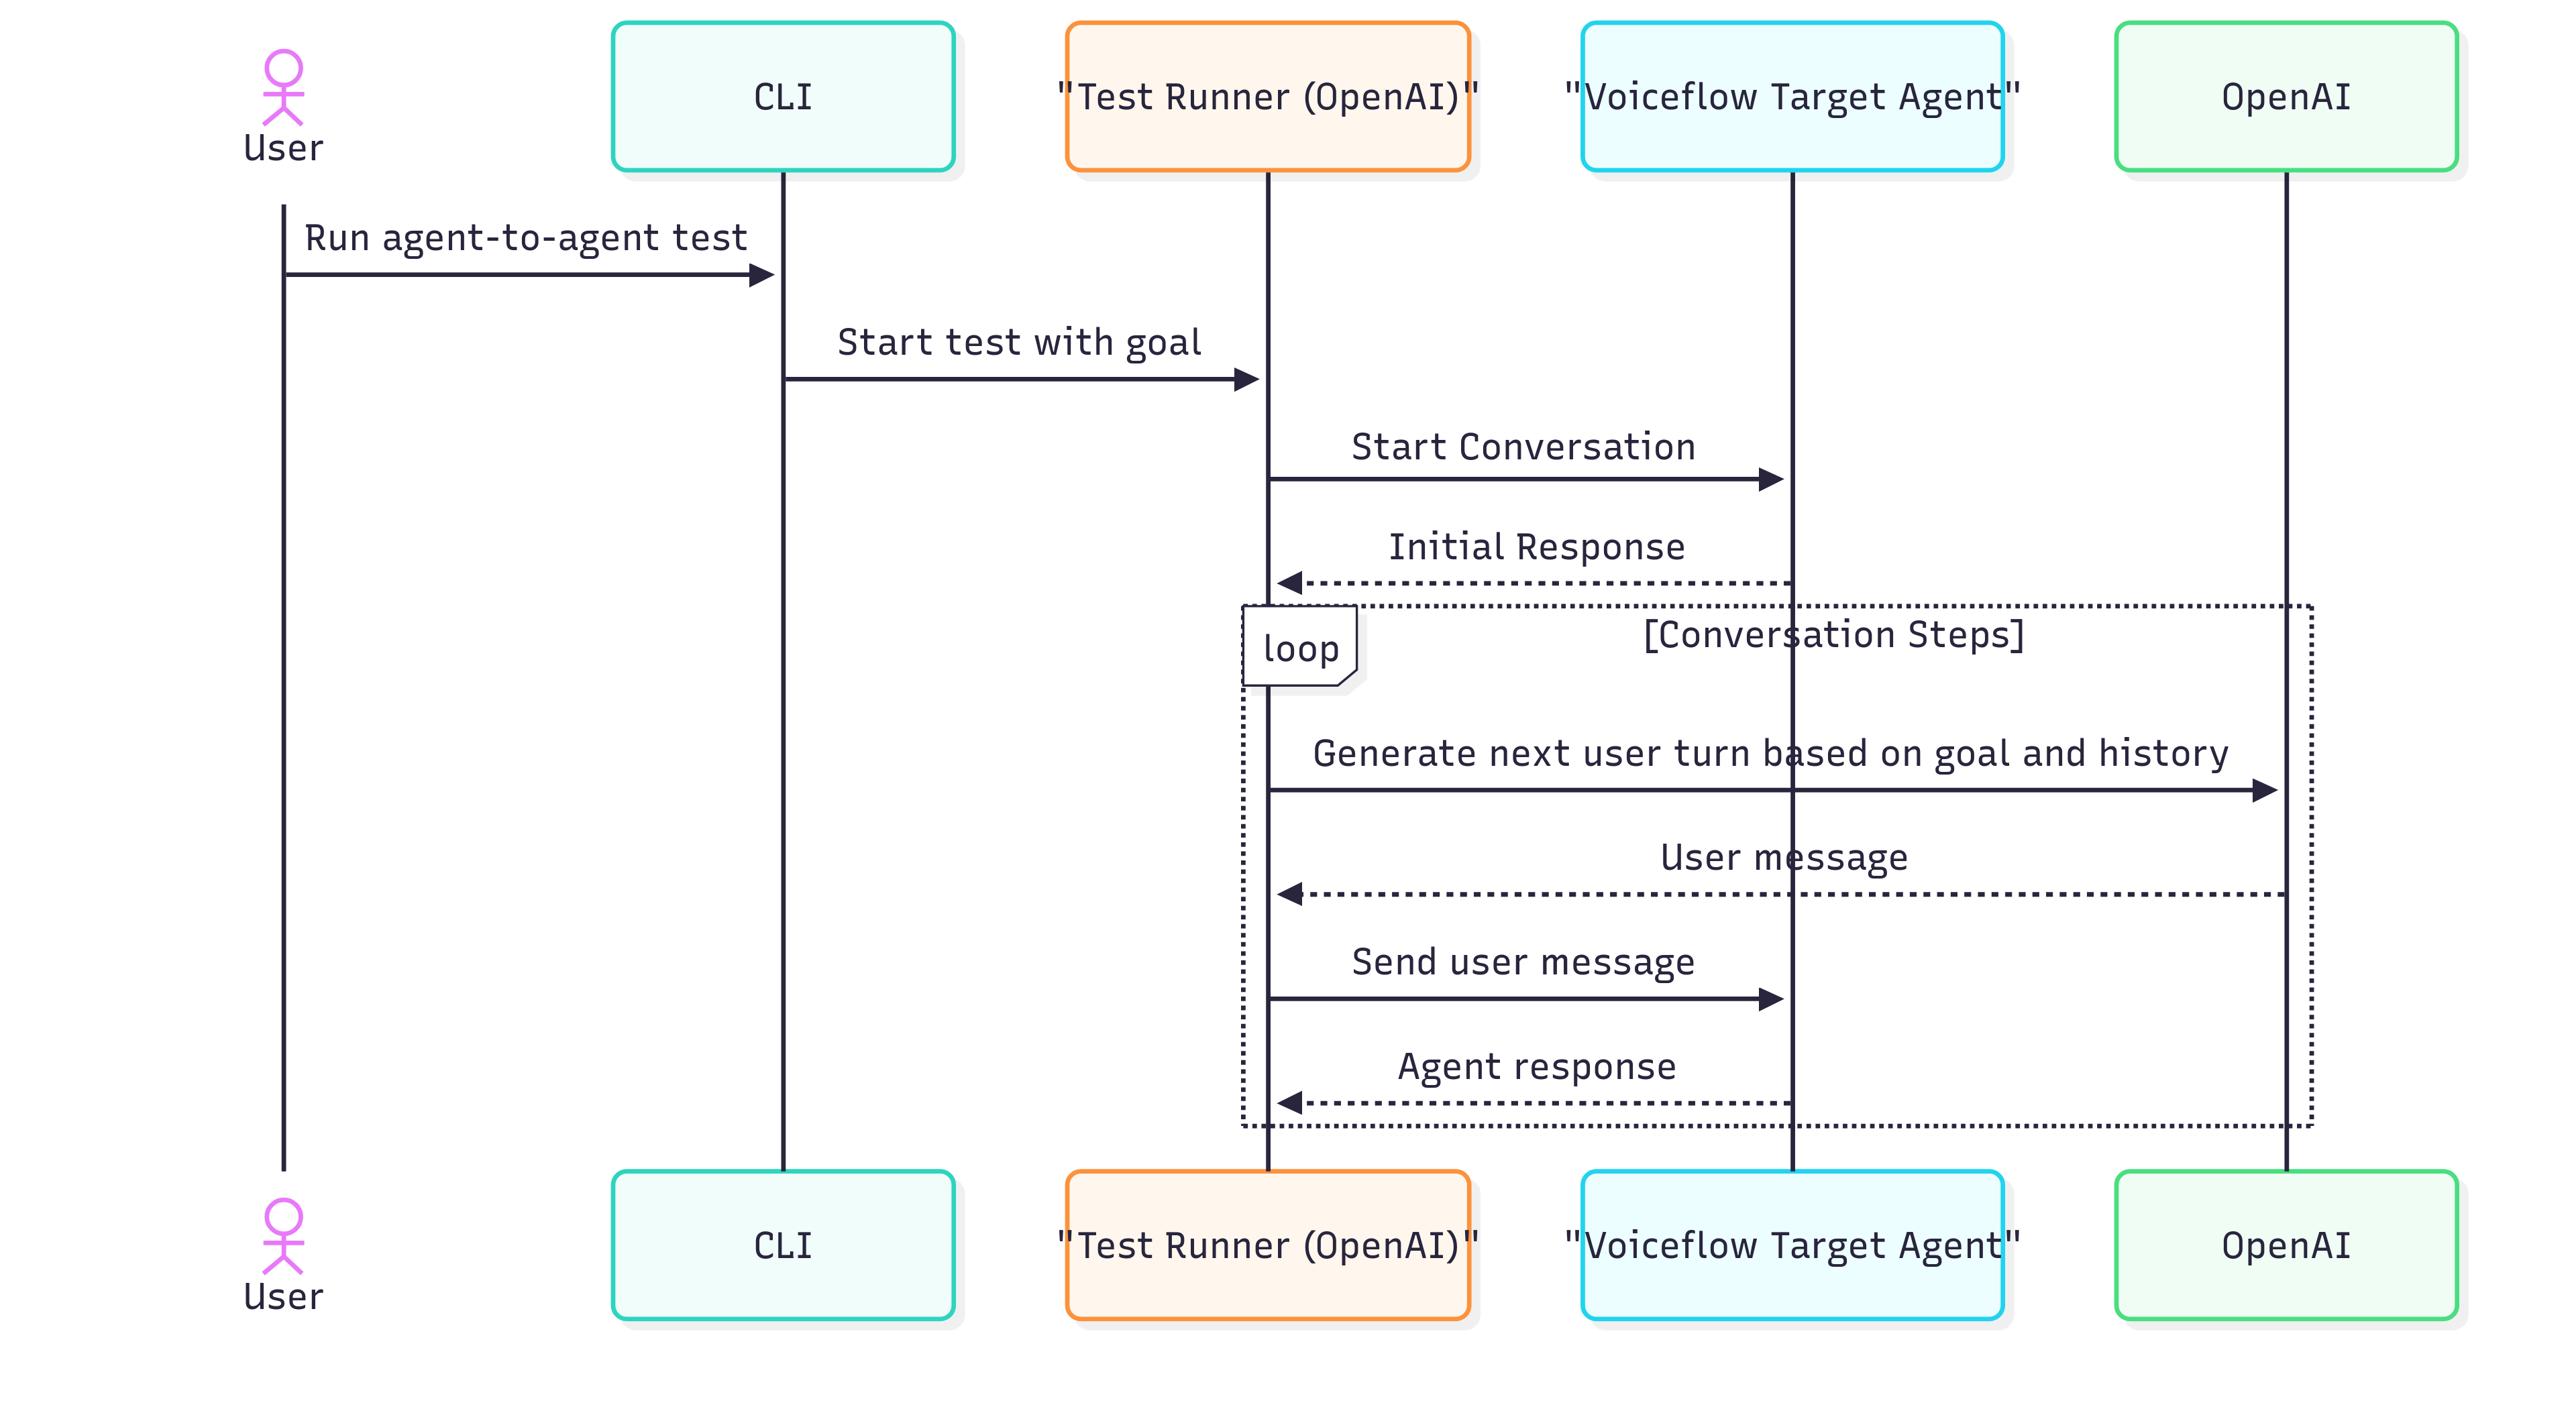 User
CLI
"Test Runner (OpenAI)"
"Voiceflow Target Agent"
OpenAI
Run agent-to-agent test
Start test with goal
Start Conversation
Initial Response
loop
[Conversation Steps]
Generate next user turn based on goal and history
User message
Send user message
Agent response
User
CLI
"Test Runner (OpenAI)"
"Voiceflow Target Agent"
OpenAI